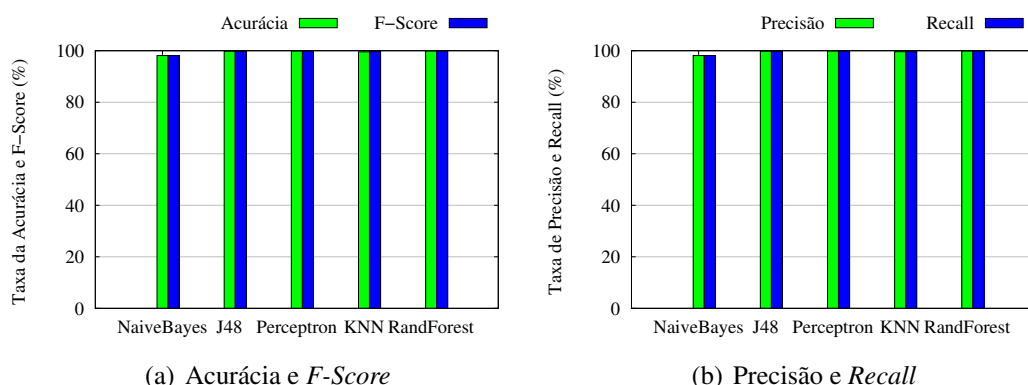 Acurácia F−Score
Taxa da Acurácia e F−Score (%)
100
80
60
40
20
0
NaiveBayes J48 Perceptron KNN RandForest
(a) Acurácia e F-Score
Precisão Recall
Taxa de Precisão e Recall (%)
100
80
60
40
20
0
NaiveBayes J48 Perceptron KNN RandForest
(b) Precisão e Recall